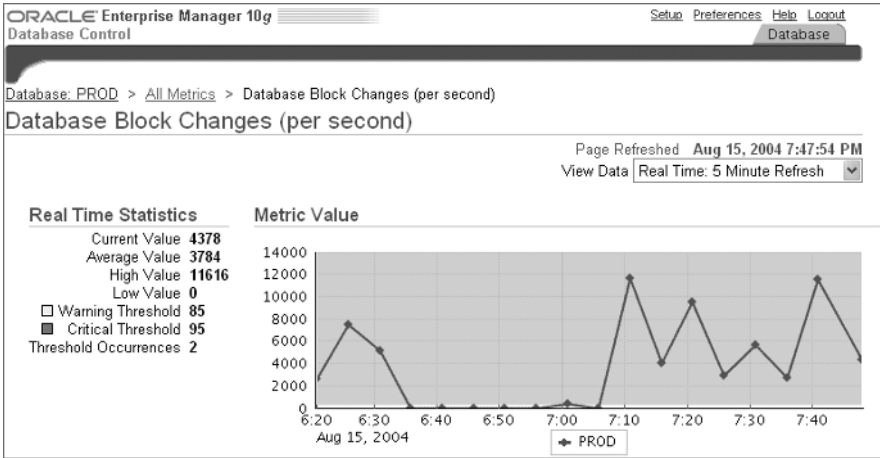 ORACLE Enterprise Manager 10g
Database Control
Setup Preferences Help Logout
Database
Database: PROD > All Metrics > Database Block Changes (per second)
Database Block Changes (per second)
Page Refreshed Aug 15, 2004 7:47:54 PM
View Data Real Time: 5 Minute Refresh
Real Time Statistics
Current Value 4378
Average Value 3784
High Value 11616
Low Value 0
Warning Threshold 85
Critical Threshold 95
Threshold Occurrences 2
Metric Value
14000
12000
10000
8000
6000
4000
2000
0
6:20 6:30 6:40 6:50 7:00 7:10 7:20 7:30 7:40
Aug 15, 2004
PROD